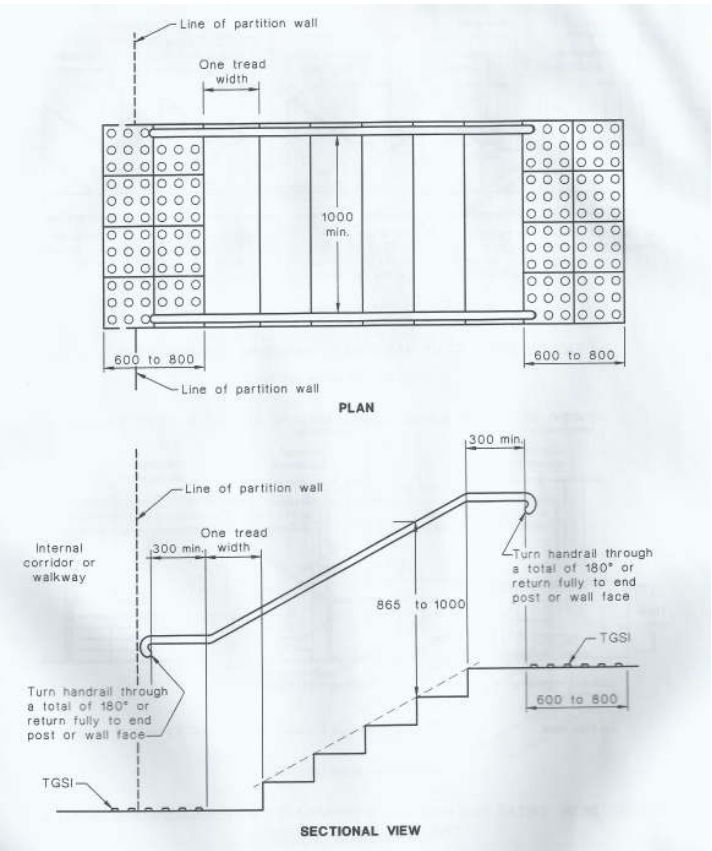 Line of partition wall
One tread
width
1000
min.
600 to 800
600 to 800
Line of partition wall
PLAN
300 min.
Line of partition wall
One tread
width
Internal
corridor or
walkway
300 min.
Turn handrail through
a total of 180° or
return fully to end
post or wall face
865 to 1000
TGSI
600 to 800
Turn handrail through
a total of 180° or
return fully to end
post or wall face
TGSI
SECTIONAL VIEW